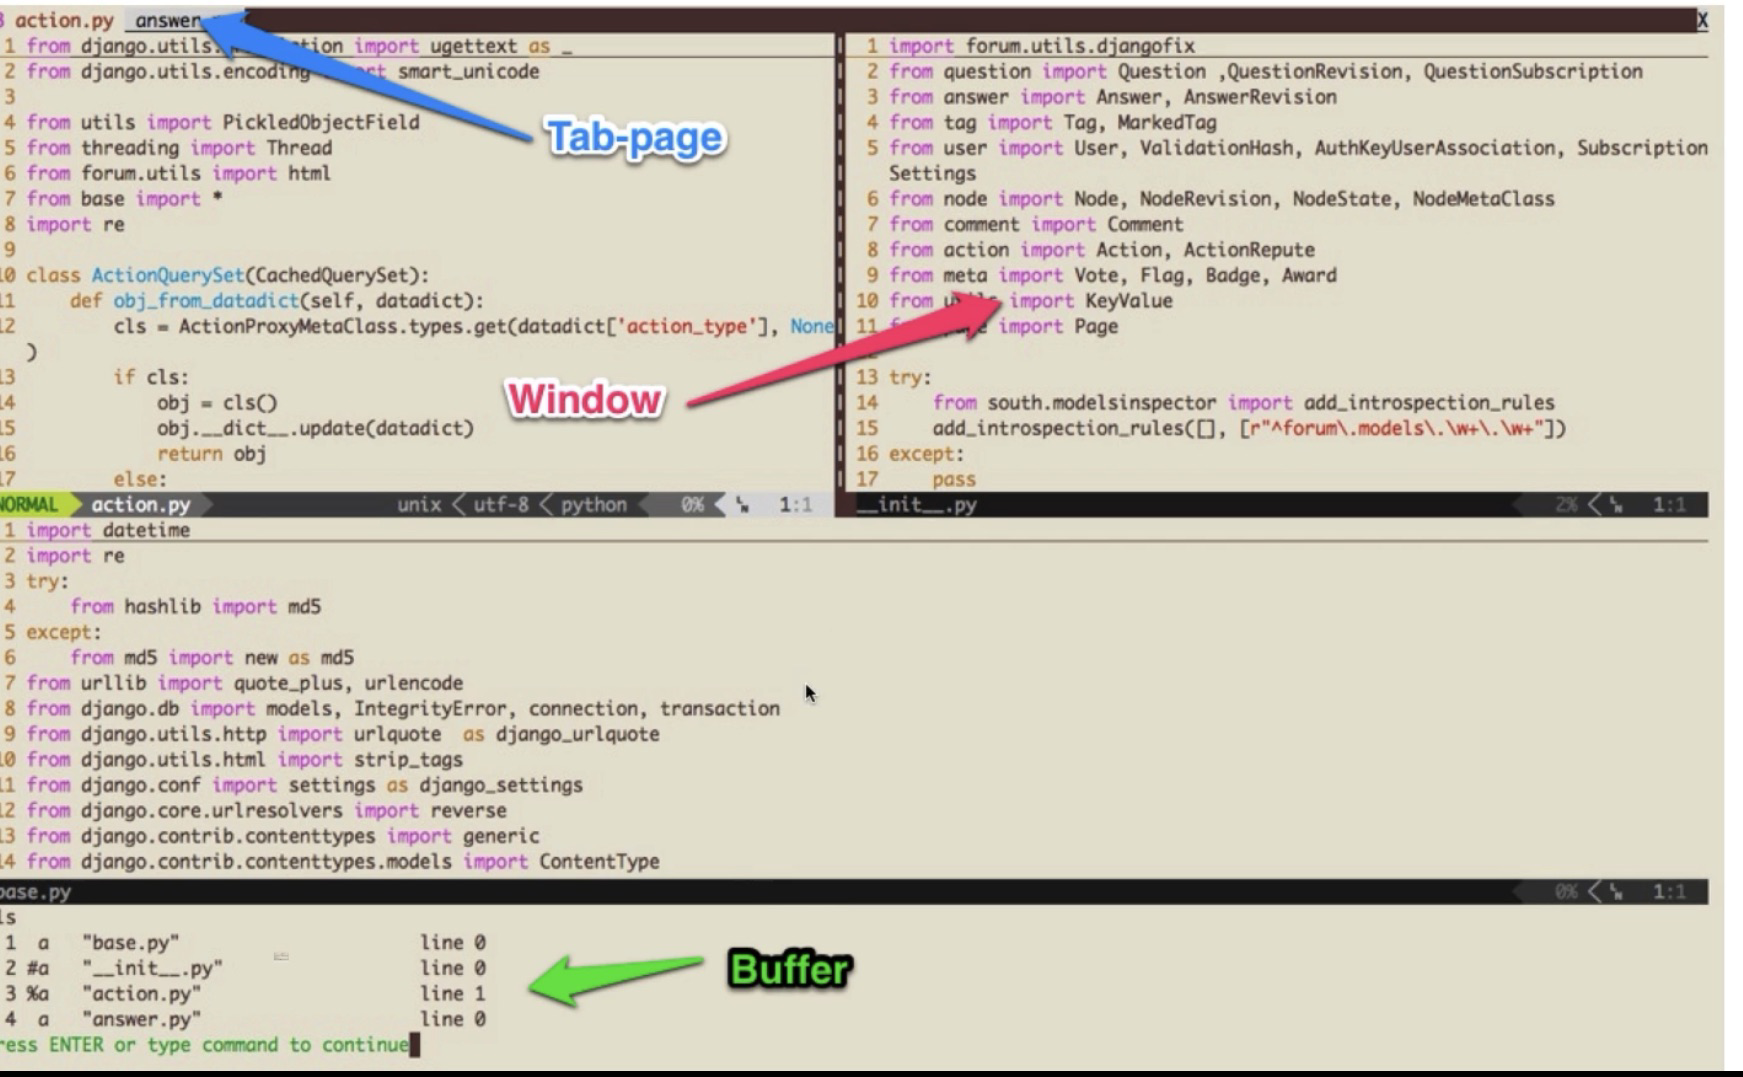 3 action.py answer
X
1 from django.utils. tion import ugettext as _
2 from django.utils.encoding rt smart_unicode
3
4 from utils import PickledObjectField
5 from threading import Thread
6 from forum.utils import html
7 from base import *
8 import re
9
10 class ActionQuerySet(CachedQuerySet):
11 def obj_from_datadict(self, datadict):
12 cls = ActionProxyMetaClass.types.get(datadict['action_type'], None
)
13 if cls:
14 obj = cls()
15 obj.__dict__.update(datadict)
16 return obj
17 else:
NORMAL action.py unix < utf-8 < python 0% 1:1
Tab-page
Window
1 import forum.utils.djangofix
2 from question import Question ,QuestionRevision, QuestionSubscription
3 from answer import Answer, AnswerRevision
4 from tag import Tag, MarkedTag
5 from user import User, ValidationHash, AuthKeyUserAssociation, Subscription
Settings
6 from node import Node, NodeRevision, NodeState, NodeMetaClass
7 from comment import Comment
8 from action import Action, ActionRepute
9 from meta import Vote, Flag, Badge, Award
10 from utils import KeyValue
11 import Page
13 try:
14 from south.modelsinspector import add_introspection_rules
15 add_introspection_rules([], [r"^forum\.models\.\w+\.\w+"])
16 except:
17 pass
__init__.py 2% 1:1
1 import datetime
2 import re
3 try:
4 from hashlib import md5
5 except:
6 from md5 import new as md5
7 from urllib import quote_plus, urlencode
8 from django.db import models, IntegrityError, connection, transaction
9 from django.utils.http import urlquote as django_urlquote
10 from django.utils.html import strip_tags
11 from django.conf import settings as django_settings
12 from django.core.urlresolvers import reverse
13 from django.contrib.contenttypes import generic
14 from django.contrib.contenttypes.models import ContentType
base.py 0% 1:1
ls
1 a "base.py" line 0
2 #a "__init__.py" line 0
3 %a "action.py" line 1
4 a "answer.py" line 0
Buffer
ress ENTER or type command to continue